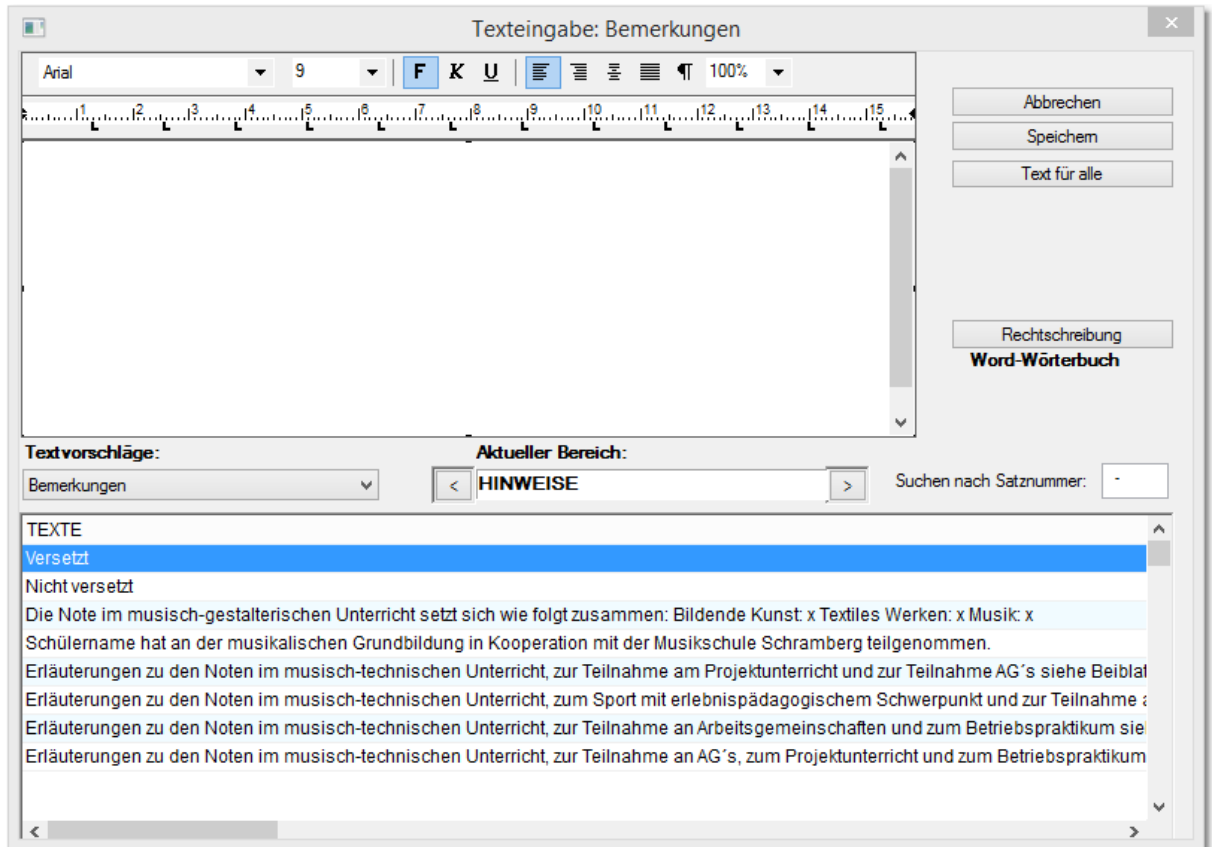 Texteingabe: Bemerkungen
Arial 9 F K U 100%
1 2 3 4 5 6 7 8 9 10 11 12 13 14 15
Abbrechen
Speichern
Text für alle
Rechtschreibung
Word-Wörterbuch
Textvorschläge: Aktueller Bereich:
Bemerkungen < HINWEISE > Suchen nach Satznummer: -
TEXTE
Versetzt
Nicht versetzt
Die Note im musisch-gestalterischen Unterricht setzt sich wie folgt zusammen: Bildende Kunst: x Textiles Werken: x Musik: x
Schülername hat an der musikalischen Grundbildung in Kooperation mit der Musikschule Schramberg teilgenommen.
Erläuterungen zu den Noten im musisch-technischen Unterricht, zur Teilnahme am Projektunterricht und zur Teilnahme AG´s siehe Beiblat
Erläuterungen zu den Noten im musisch-technischen Unterricht, zum Sport mit erlebnispädagogischem Schwerpunkt und zur Teilnahme a
Erläuterungen zu den Noten im musisch-technischen Unterricht, zur Teilnahme an Arbeitsgemeinschaften und zum Betriebspraktikum sie
Erläuterungen zu den Noten im musisch-technischen Unterricht, zur Teilnahme an AG´s, zum Projektunterricht und zum Betriebspraktikum